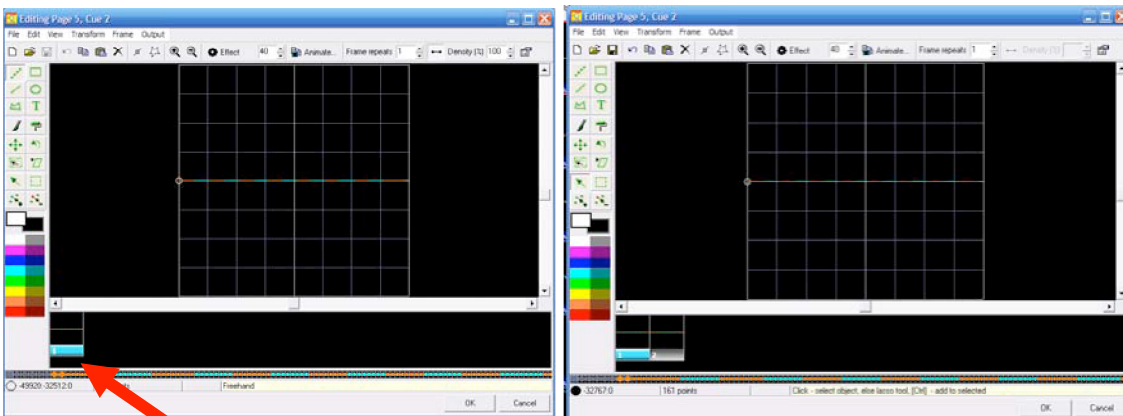 Editing Page 5, Cue 2
File Edit View Transform Frame Output
Effect 40 Animate... Frame repeats 1 Density (%) 100
T
1
-49920:-32512:0
Freehand
OK Cancel
Editing Page 5, Cue 2
File Edit View Transform Frame Output
Effect 40 Animate... Frame repeats 1 Density (%)
T
1 2
-32767:0 161 points Click - select object, else lasso tool, [Ctrl] - add to selected
OK Cancel